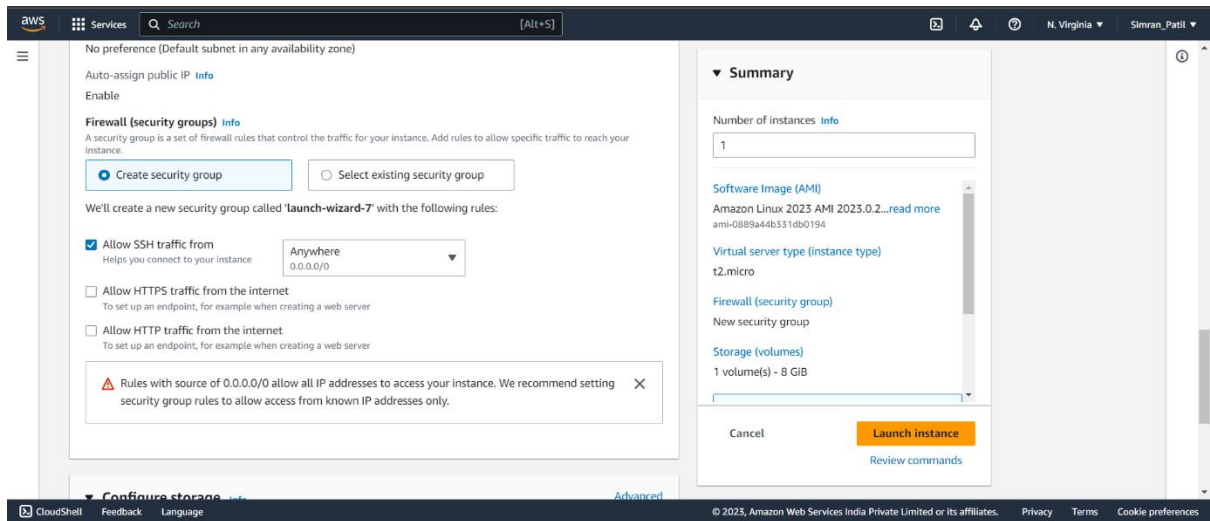 aws
Services
Search
[Alt+S]
N. Virginia
Simran_Patil
No preference (Default subnet in any availability zone)
Auto-assign public IP Info
Enable
Firewall (security groups) Info
A security group is a set of firewall rules that control the traffic for your instance. Add rules to allow specific traffic to reach your
instance.
Create security group
Select existing security group
We'll create a new security group called 'launch-wizard-7' with the following rules:
Allow SSH traffic from
Helps you connect to your instance
Anywhere
0.0.0.0/0
Allow HTTPS traffic from the internet
To set up an endpoint, for example when creating a web server
Allow HTTP traffic from the internet
To set up an endpoint, for example when creating a web server
Rules with source of 0.0.0.0/0 allow all IP addresses to access your instance. We recommend setting
security group rules to allow access from known IP addresses only.
Configure storage Info
Advanced
Summary
Number of instances Info
1
Software Image (AMI)
Amazon Linux 2023 AMI 2023.0.2...read more
ami-0889a44b331db0194
Virtual server type (instance type)
t2.micro
Firewall (security group)
New security group
Storage (volumes)
1 volume(s) - 8 GiB
Cancel
Launch instance
Review commands
CloudShell
Feedback
Language
© 2023, Amazon Web Services India Private Limited or its affiliates.
Privacy
Terms
Cookie preferences